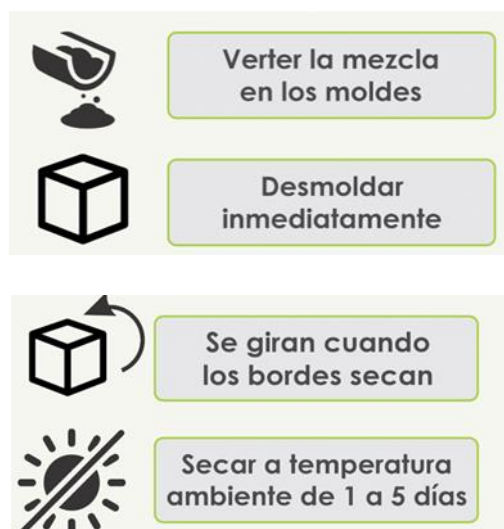 Verter la mezcla
en los moldes
Desmoldar
inmediatamente
Se giran cuando
los bordes secan
Secar a temperatura
ambiente de 1 a 5 días